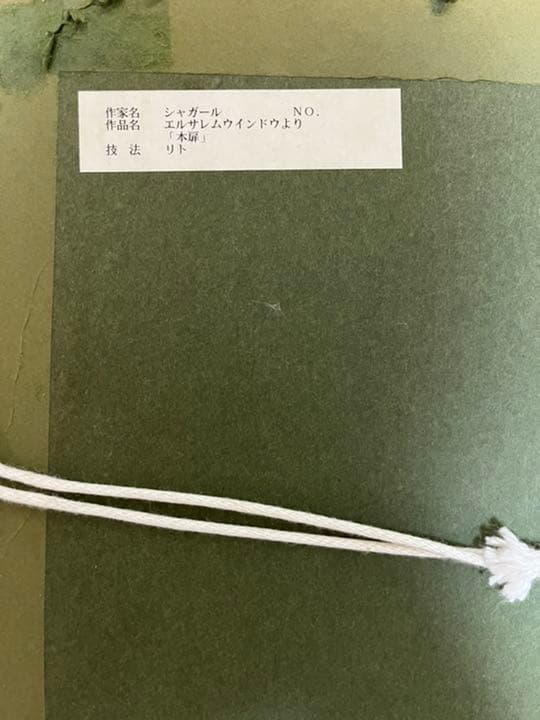 作家名 シャガール NO.
作品名 エルサレムウインドウより
「本扉」
技 法 リト